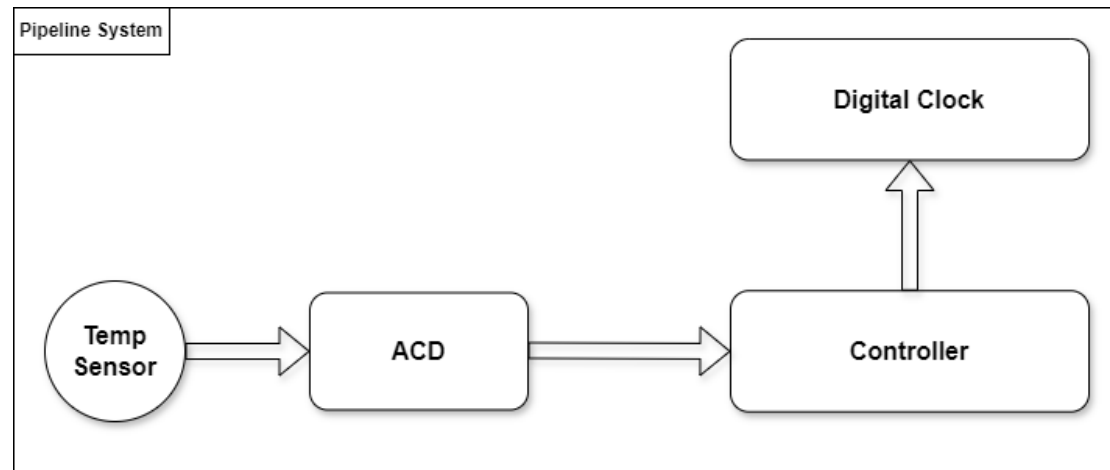 Pipeline System
Digital Clock
Temp
Sensor
ACD
Controller